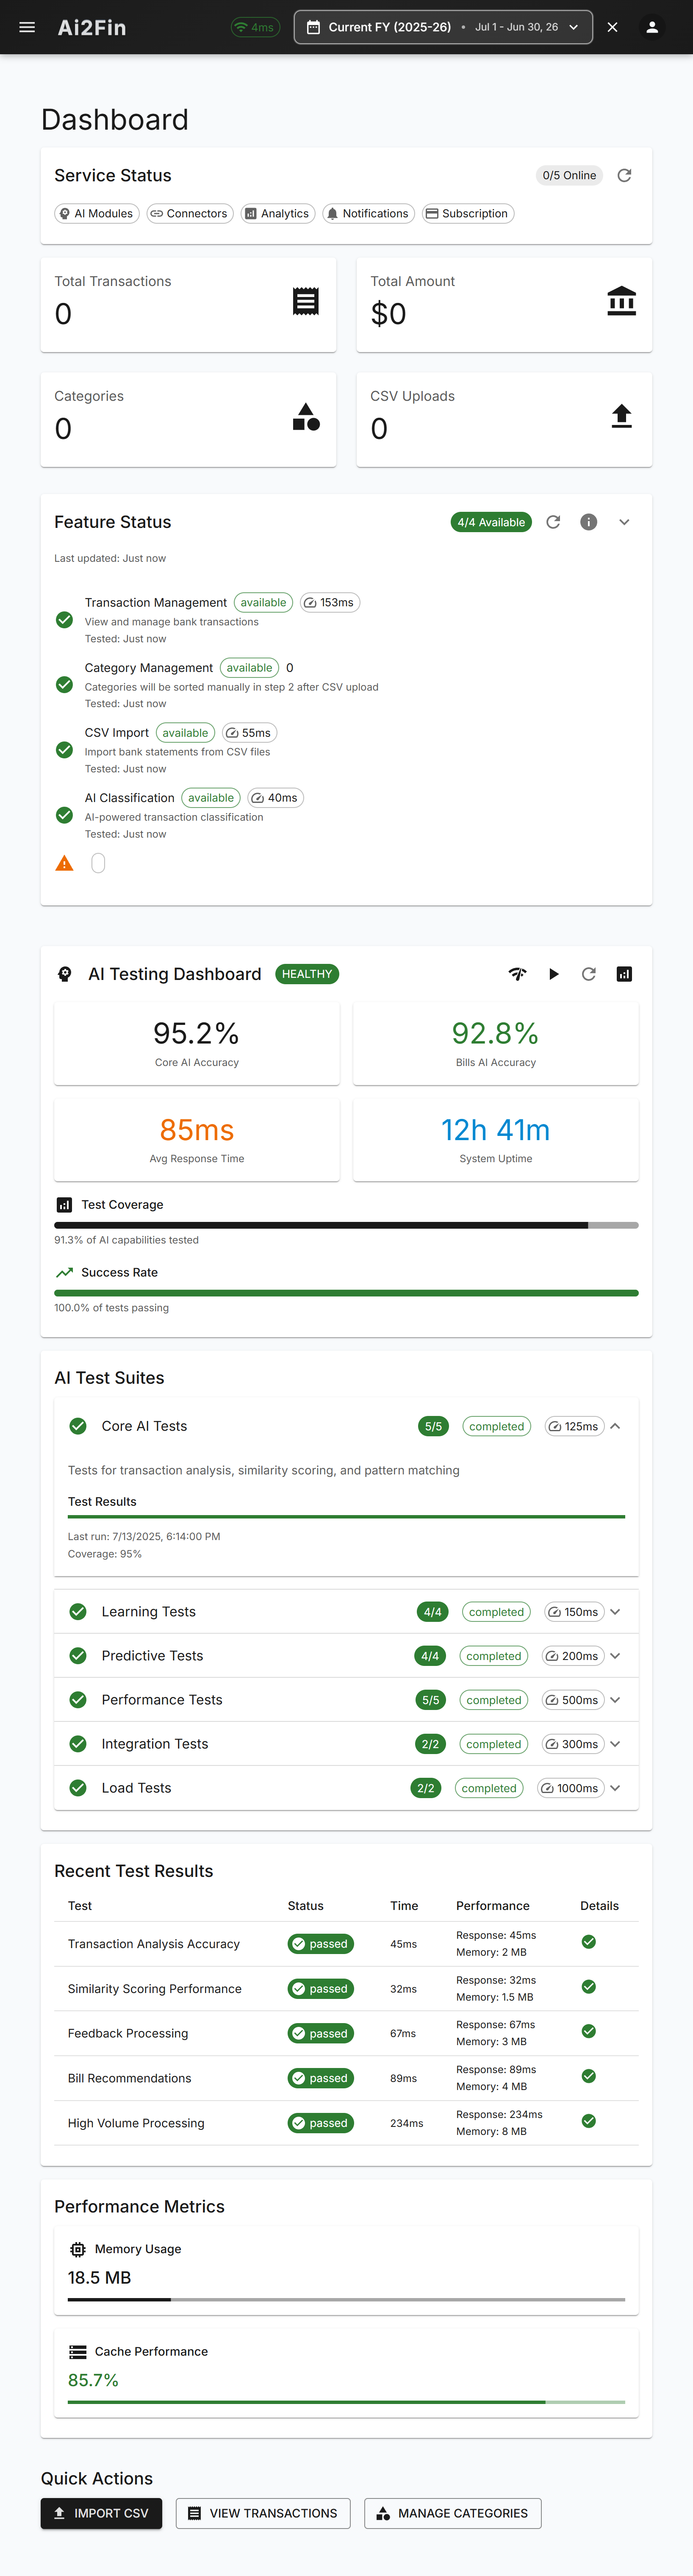 Ai2Fin
4ms
Current FY (2025-26) • Jul 1 - Jun 30, 26
Dashboard
Service Status
0/5 Online
AI Modules
Connectors
Analytics
Notifications
Subscription
Total Transactions
0
Total Amount
$0
Categories
0
CSV Uploads
0
Feature Status
4/4 Available
Last updated: Just now
Transaction Management available 153ms
View and manage bank transactions
Tested: Just now
Category Management available 0
Categories will be sorted manually in step 2 after CSV upload
Tested: Just now
CSV Import available 55ms
Import bank statements from CSV files
Tested: Just now
AI Classification available 40ms
AI-powered transaction classification
Tested: Just now
AI Testing Dashboard HEALTHY
95.2%
Core AI Accuracy
92.8%
Bills AI Accuracy
85ms
Avg Response Time
12h 41m
System Uptime
Test Coverage
91.3% of AI capabilities tested
Success Rate
100.0% of tests passing
AI Test Suites
Core AI Tests 5/5 completed 125ms
Tests for transaction analysis, similarity scoring, and pattern matching
Test Results
Last run: 7/13/2025, 6:14:00 PM
Coverage: 95%
Learning Tests 4/4 completed 150ms
Predictive Tests 4/4 completed 200ms
Performance Tests 5/5 completed 500ms
Integration Tests 2/2 completed 300ms
Load Tests 2/2 completed 1000ms
Recent Test Results
Test Status Time Performance Details
Transaction Analysis Accuracy passed 45ms
Response: 45ms
Memory: 2 MB
Similarity Scoring Performance passed 32ms
Response: 32ms
Memory: 1.5 MB
Feedback Processing passed 67ms
Response: 67ms
Memory: 3 MB
Bill Recommendations passed 89ms
Response: 89ms
Memory: 4 MB
High Volume Processing passed 234ms
Response: 234ms
Memory: 8 MB
Performance Metrics
Memory Usage
18.5 MB
Cache Performance
85.7%
Quick Actions
IMPORT CSV
VIEW TRANSACTIONS
MANAGE CATEGORIES